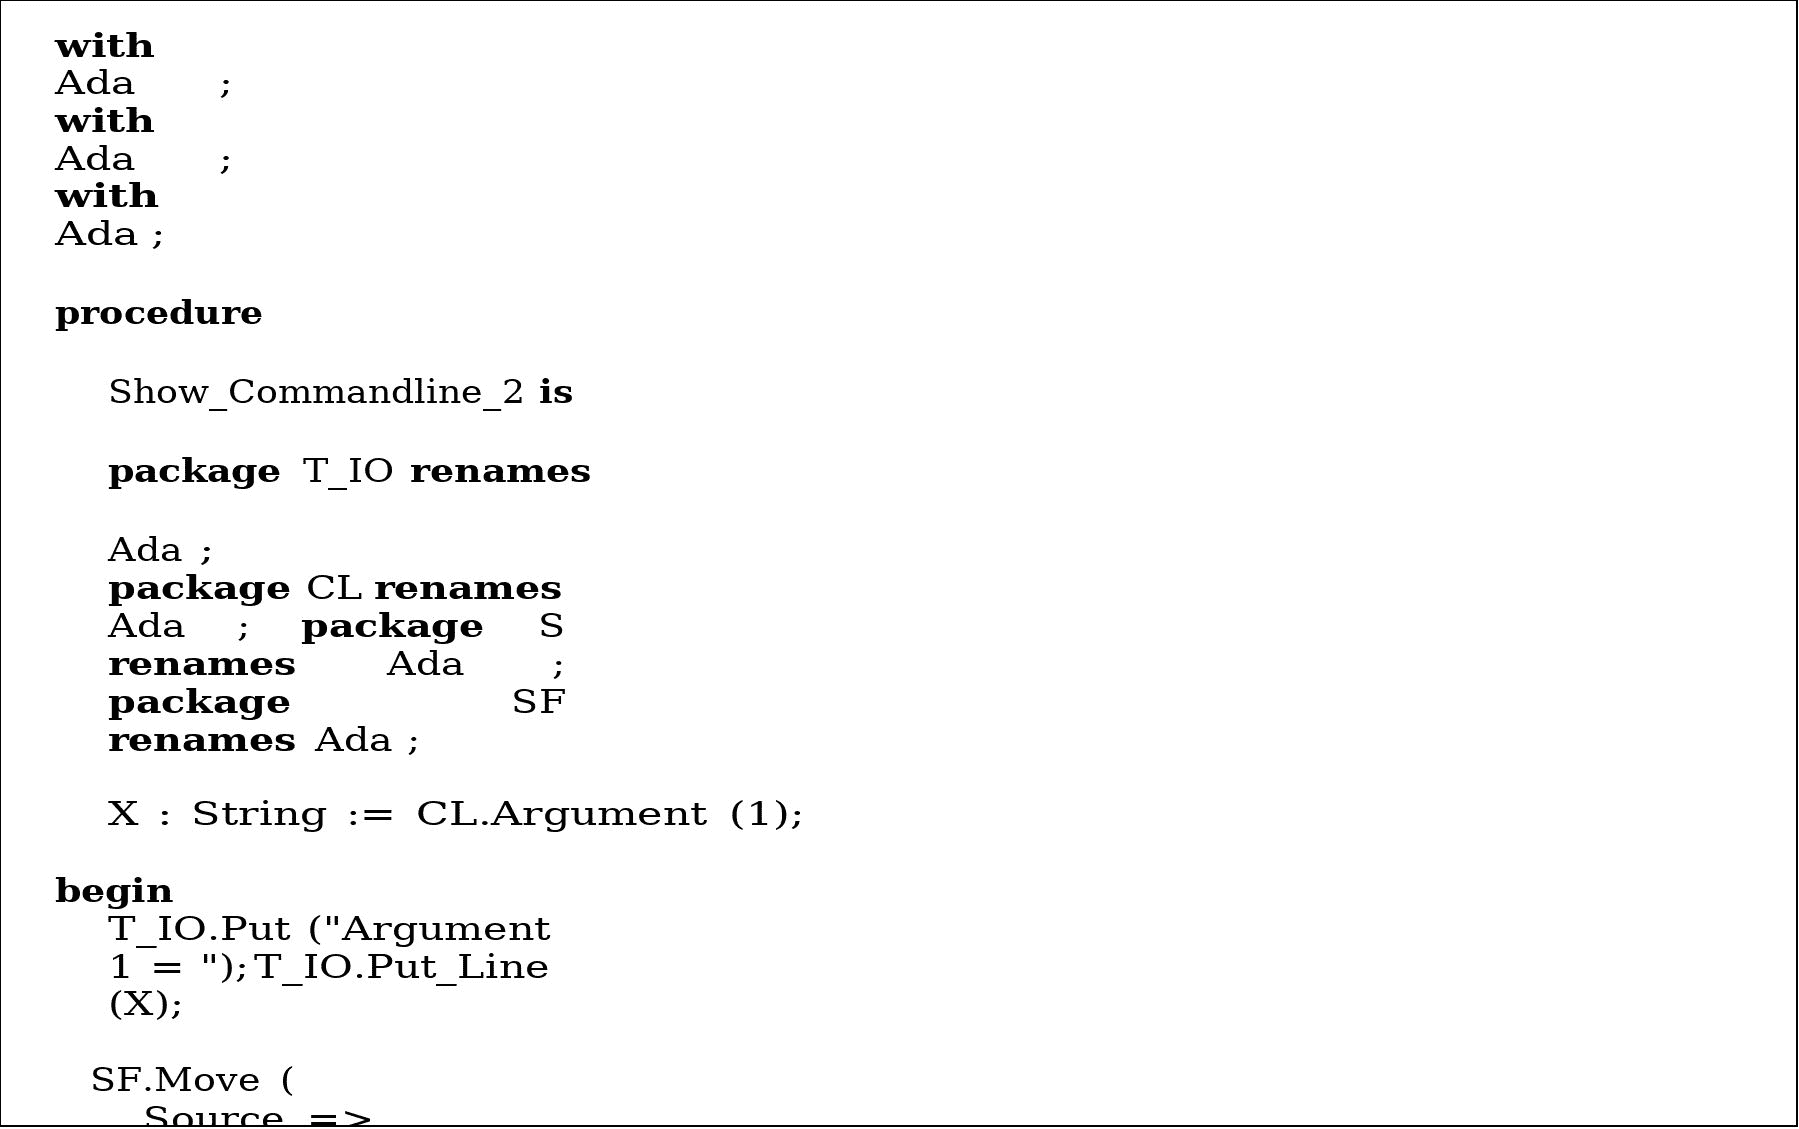 with
Ada ;
with
Ada ;
with
Ada ;
procedure
Show_Commandline_2 is
package T_IO renames
Ada ;
package CL renames
Ada ; package S
renames Ada ;
package SF
renames Ada ;
X : String := CL.Argument (1);
begin
T_IO.Put ("Argument
1 = "); T_IO.Put_Line
(X);
SF.Move (
Source =>